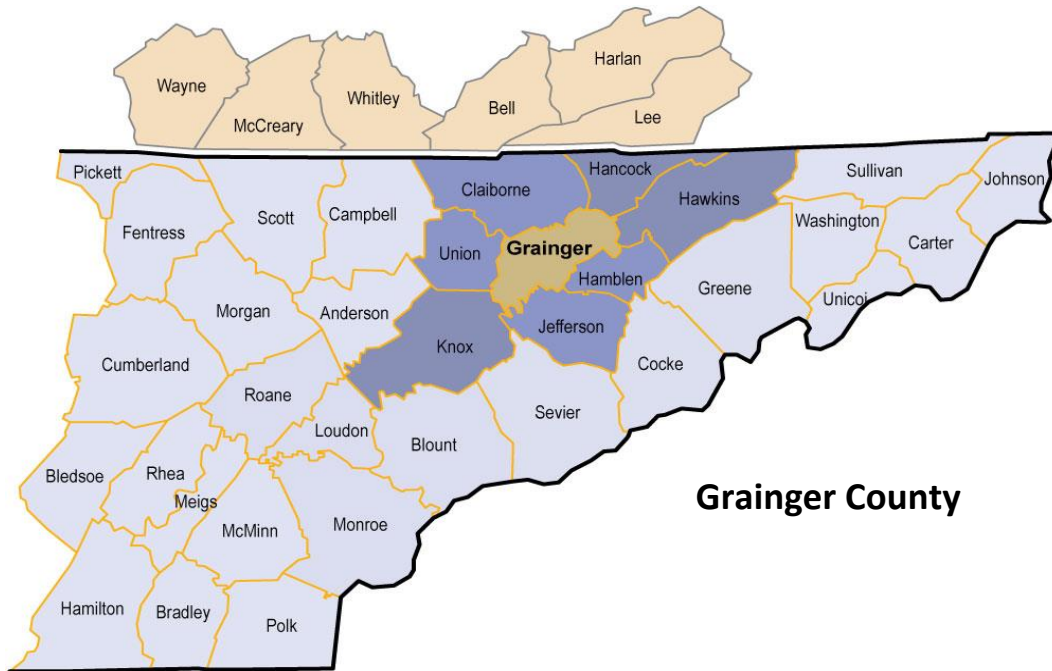 Harlan
Wayne
Whitley
Bell
Lee
McCreary
Pickett
Hancock
Sullivan
Johnson
Claiborne
Hawkins
Scott
Campbell
Washington
Fentress
Carter
Grainger
Union
Hamblen
Greene
Unicoi
Morgan
Anderson
Jefferson
Knox
Cumberland
Cocke
Roane
Sevier
Loudon
Blount
Bledsoe
Rhea
Meigs
Grainger County
McMinn
Monroe
Hamilton
Bradley
Polk